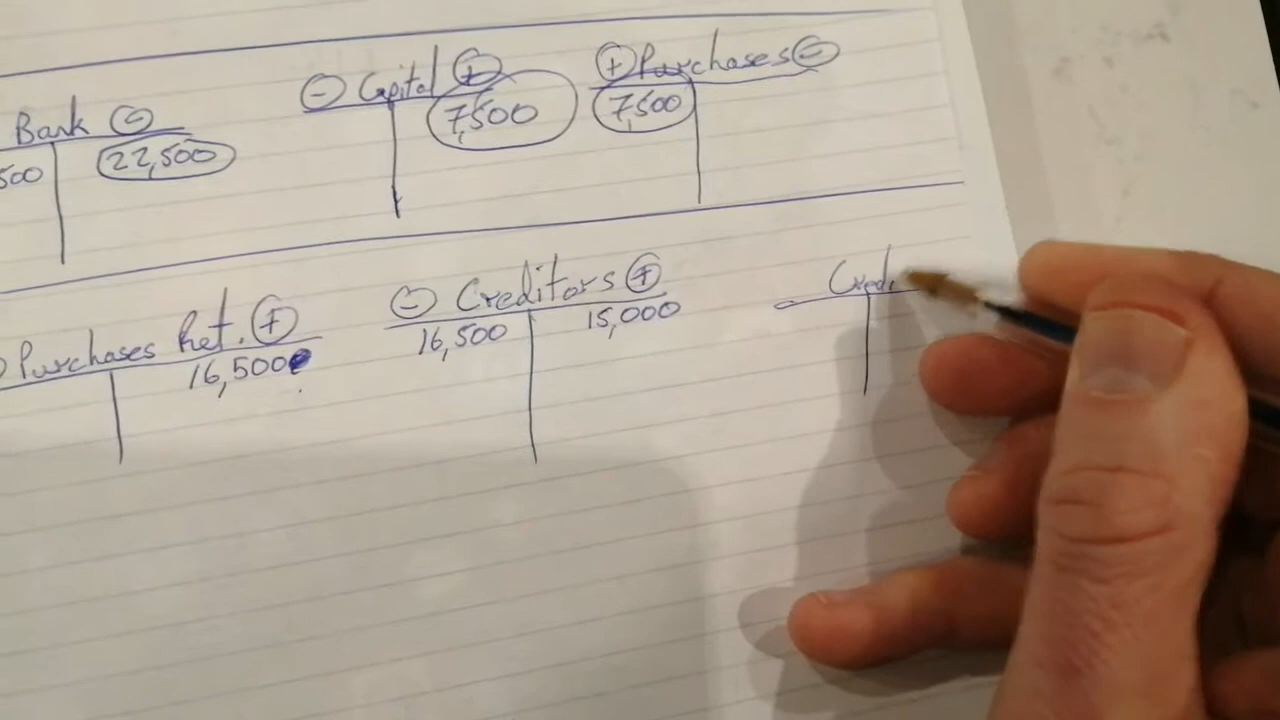 Bank ⊖
500 22,500
⊖ Capital ⊕
7,500
⊕ Purchases ⊖
7,500
Purchases Ret. ⊕
16,500
⊖ Creditors ⊕
16,500 15,000
Credi